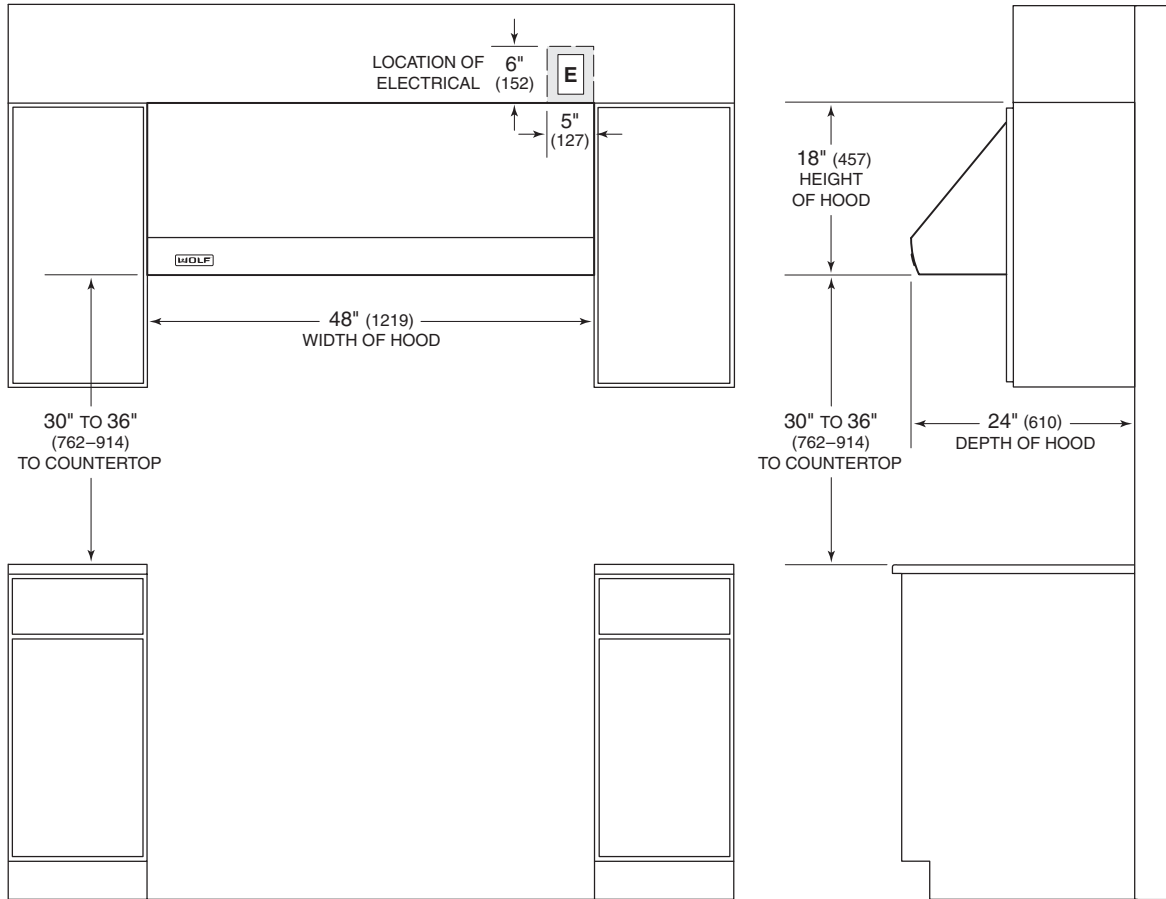 LOCATION OF
ELECTRICAL
6"
(152)
E
5"
(127)
WOLF
48" (1219)
WIDTH OF HOOD
30" TO 36"
(762–914)
TO COUNTERTOP
18" (457)
HEIGHT
OF HOOD
30" TO 36"
(762–914)
TO COUNTERTOP
24" (610)
DEPTH OF HOOD